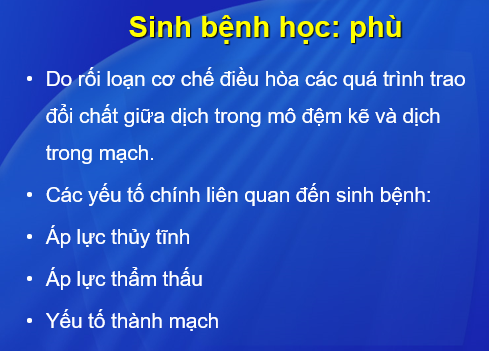 Sinh bệnh học: phù
• Do rối loạn cơ chế điều hòa các quá trình trao
đổi chất giữa dịch trong mô đệm kẽ và dịch
trong mạch.
• Các yếu tố chính liên quan đến sinh bệnh:
• Áp lực thủy tĩnh
• Áp lực thẩm thấu
• Yếu tố thành mạch